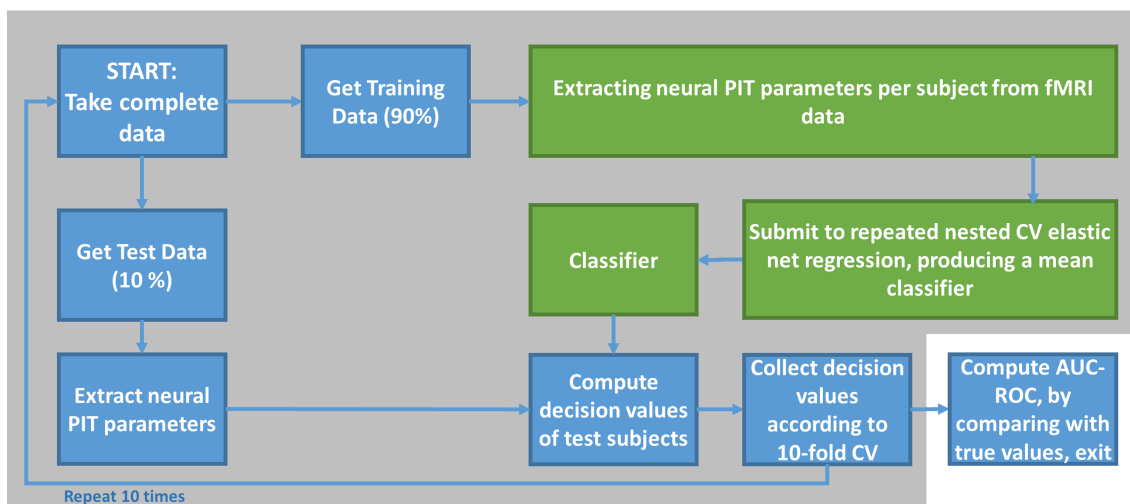 START:
Take complete
data
Get Training
Data (90%)
Extracting neural PIT parameters per subject from fMRI
data
Get Test Data
(10 %)
Classifier
Submit to repeated nested CV elastic
net regression, producing a mean
classifier
Extract neural
PIT parameters
Compute
decision values
of test subjects
Collect decision
values
according to
10-fold CV
Compute AUC-
ROC, by
comparing with
true values, exit
Repeat 10 times